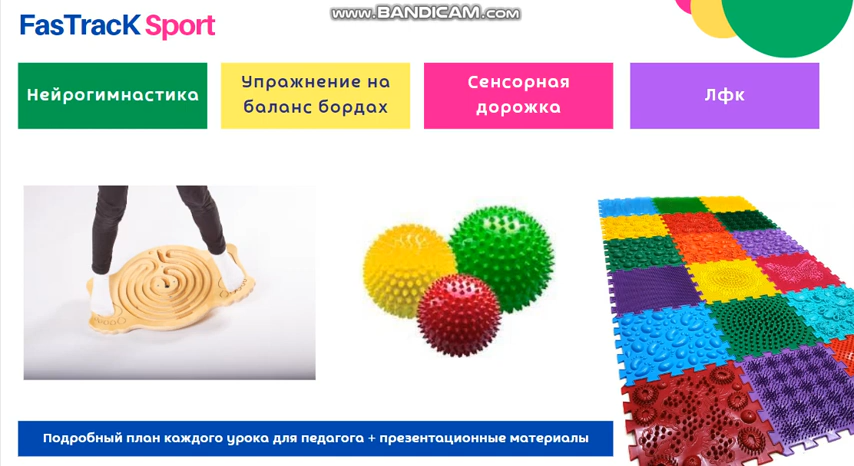 FasTracK Sport
www.BANDICAM.com
Нейрогимнастика
Упражнение на
баланс бордах
Сенсорная
дорожка
Лфк
Подробный план каждого урока для педагога + презентационные материалы